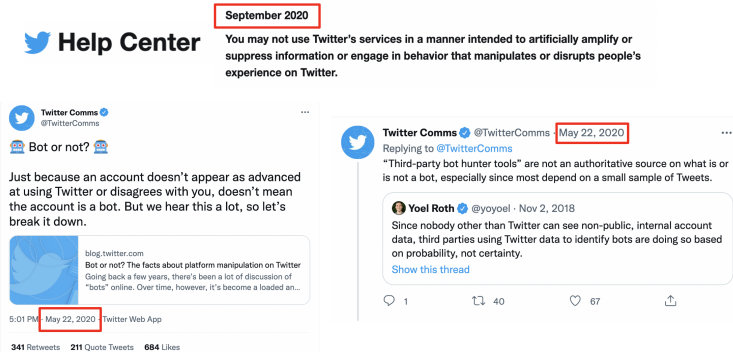 September 2020
Help Center
You may not use Twitter's services in a manner intended to artificially amplify or
suppress information or engage in behavior that manipulates or disrupts people's
experience on Twitter.
Twitter Comms
@TwitterComms
🤖 Bot or not? 🤖
Just because an account doesn't appear as advanced
at using Twitter or disagrees with you, doesn't mean
the account is a bot. But we hear this a lot, so let's
break it down.
blog.twitter.com
Bot or not? The facts about platform manipulation on Twitter
Going back a few years, there's been a lot of discussion of
"bots" online. Over time, however, it's become a loaded an...
5:01 PM · May 22, 2020 · Twitter Web App
341 Retweets 211 Quote Tweets 684 Likes
Twitter Comms @TwitterComms · May 22, 2020
Replying to @TwitterComms
"Third-party bot hunter tools" are not an authoritative source on what is or
is not a bot, especially since most depend on a small sample of Tweets.
Yoel Roth @yoyoel · Nov 2, 2018
Since nobody other than Twitter can see non-public, internal account
data, third parties using Twitter data to identify bots are doing so based
on probability, not certainty.
Show this thread
1 40 67